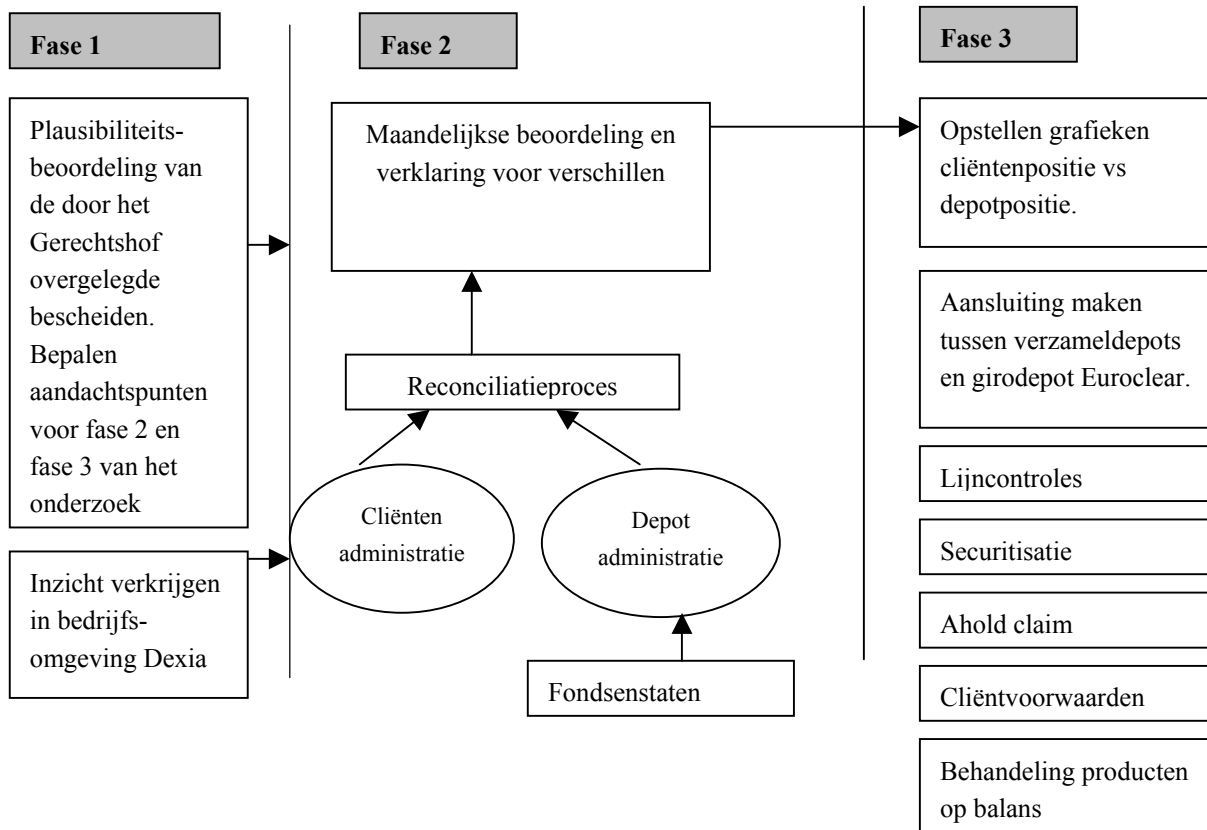 Fase 1
Plausibiliteits-
beoordeling van
de door het
Gerechtshof
overgelegde
bescheiden.
Bepalen
aandachtspunten
voor fase 2 en
fase 3 van het
onderzoek
Inzicht verkrijgen
in bedrijfs-
omgeving Dexia
Fase 2
Maandelijkse beoordeling en
verklaring voor verschillen
Reconciliatieproces
Cliënten
administratie
Depot
administratie
Fondsenstaten
Fase 3
Opstellen grafieken
cliëntenpositie vs
depotpositie.
Aansluiting maken
tussen verzameldepots
en girodepot Euroclear.
Lijncontroles
Securitisatie
Ahold claim
Cliëntvoorwaarden
Behandeling producten
op balans